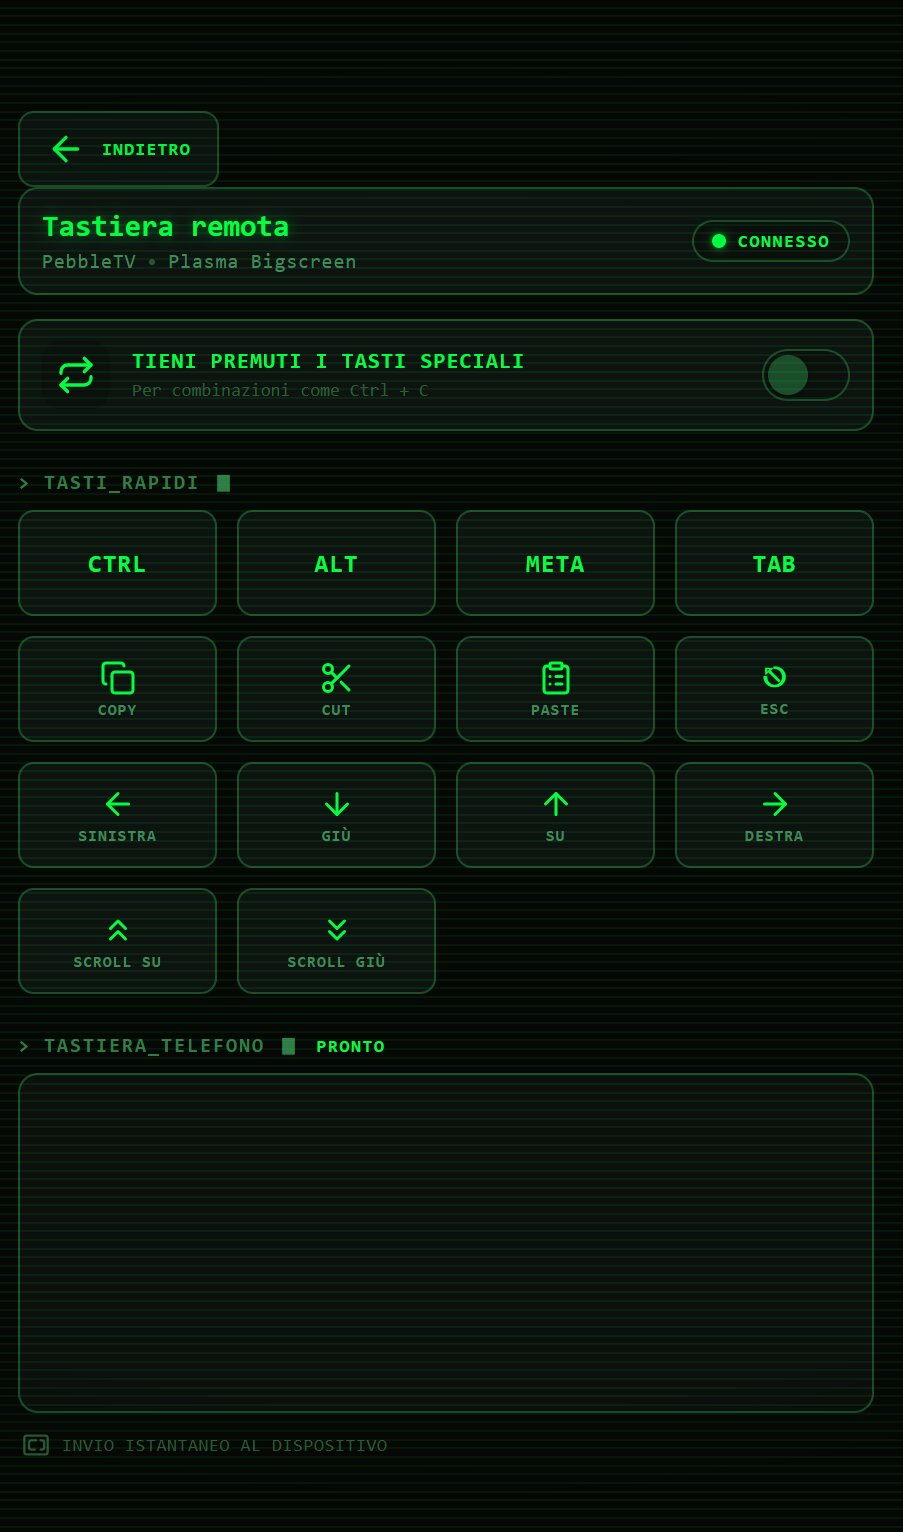 INDIETRO
Tastiera remota
PebbleTV • Plasma Bigscreen
CONNESSO
TIENI PREMUTI I TASTI SPECIALI
Per combinazioni come Ctrl + C
> TASTI_RAPIDI
CTRL
ALT
META
TAB
COPY
CUT
PASTE
ESC
SINISTRA
GIÙ
SU
DESTRA
SCROLL SU
SCROLL GIÙ
> TASTIERA_TELEFONO PRONTO
INVIO ISTANTANEO AL DISPOSITIVO